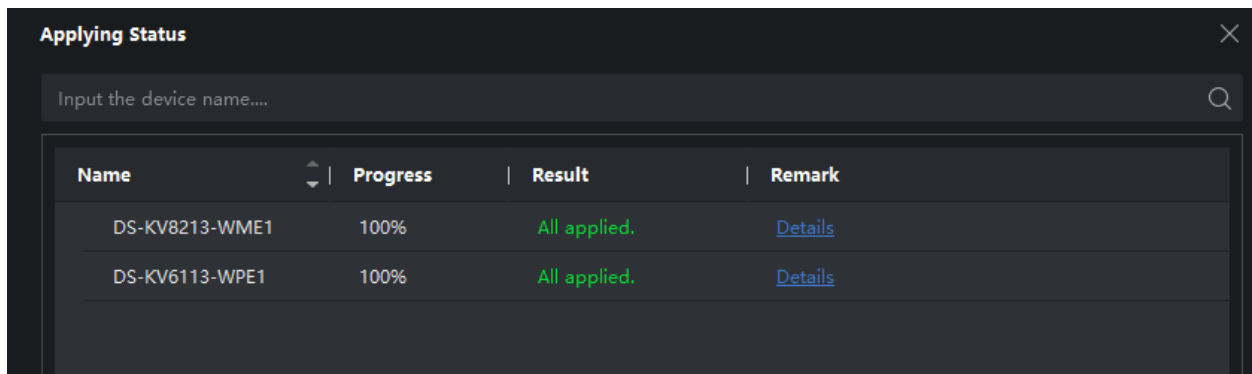 Applying Status
Input the device name....
Name | Progress | Result | Remark
DS-KV8213-WME1 100% All applied. Details
DS-KV6113-WPE1 100% All applied. Details